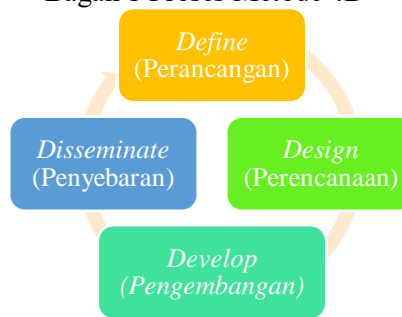 Define
(Perancangan)
Design
(Perencanaan)
Develop
(Pengembangan)
Disseminate
(Penyebaran)